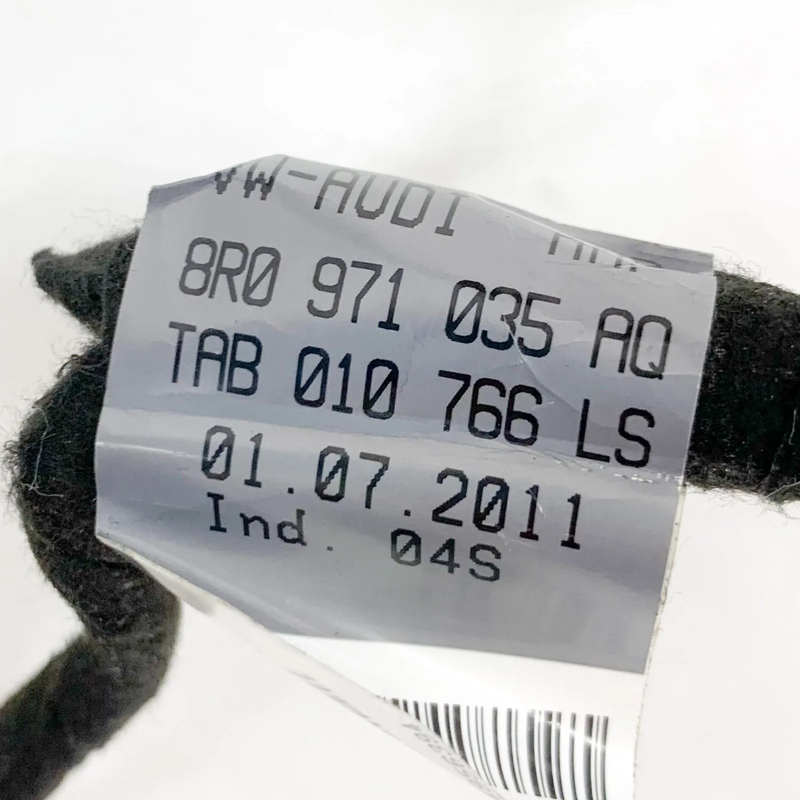 VW-AUDI
8R0 971 035 AQ
TAB 010 766 LS
01.07.2011
Ind. 04S